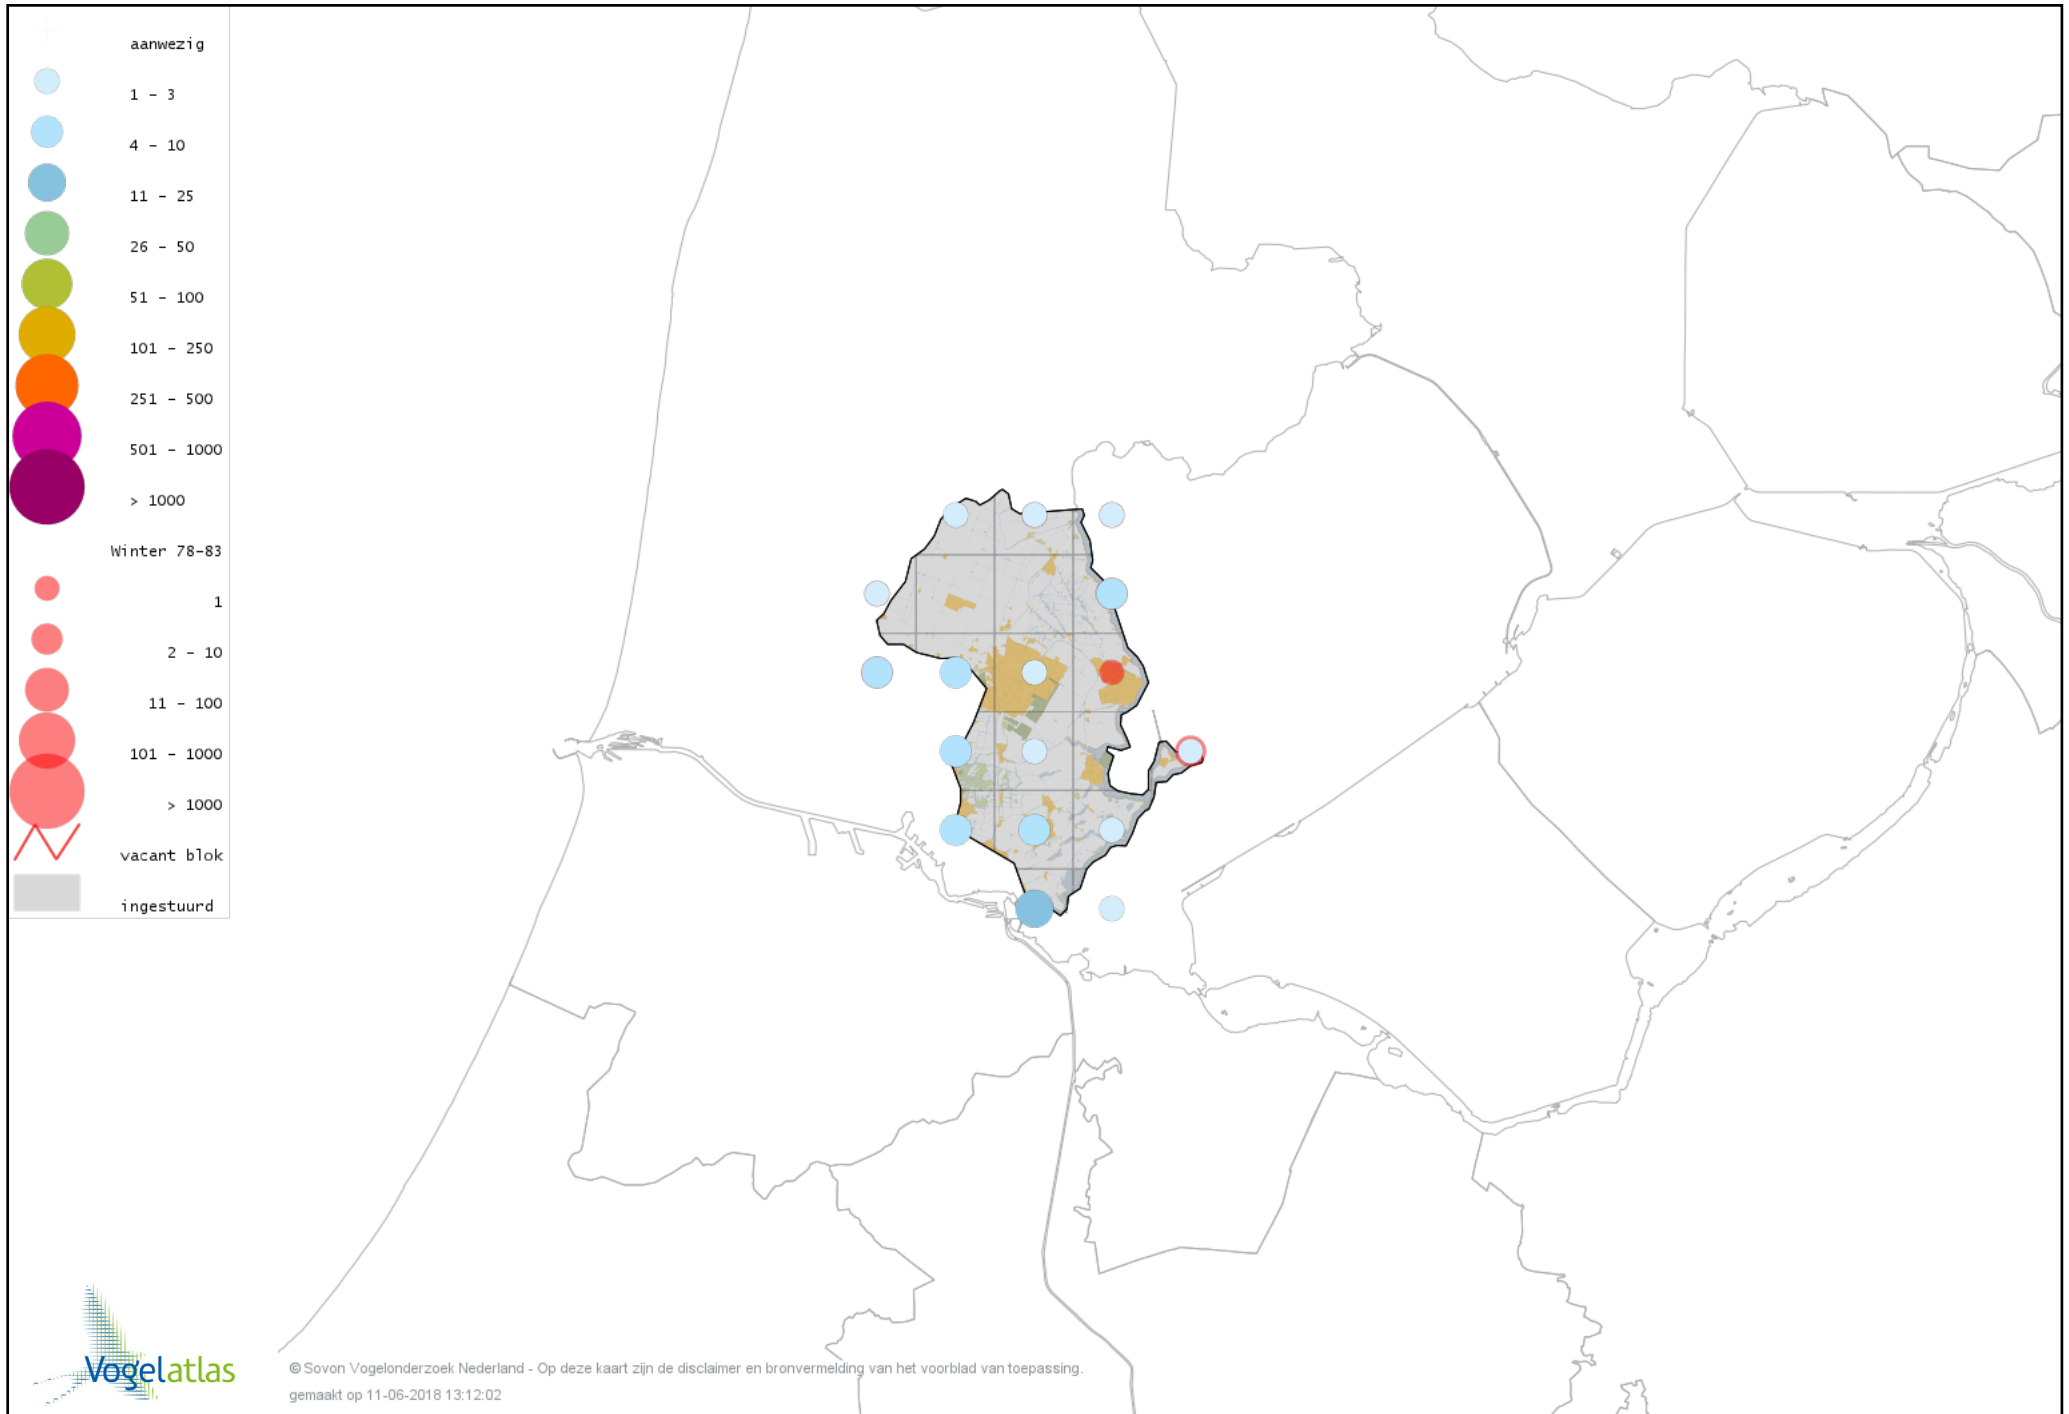 aanwezig
1 - 3
4 - 10
11 - 25
26 - 50
51 - 100
101 - 250
251 - 500
501 - 1000
> 1000
Winter 78-83
1
2 - 10
11 - 100
101 - 1000
> 1000
vacant blok
ingestuurd
Vogelatlas
© Sovon Vogelonderzoek Nederland - Op deze kaart zijn de disclaimer en bronvermelding van het voorblad van toepassing.
gemaakt op 11-06-2018 13:12:02